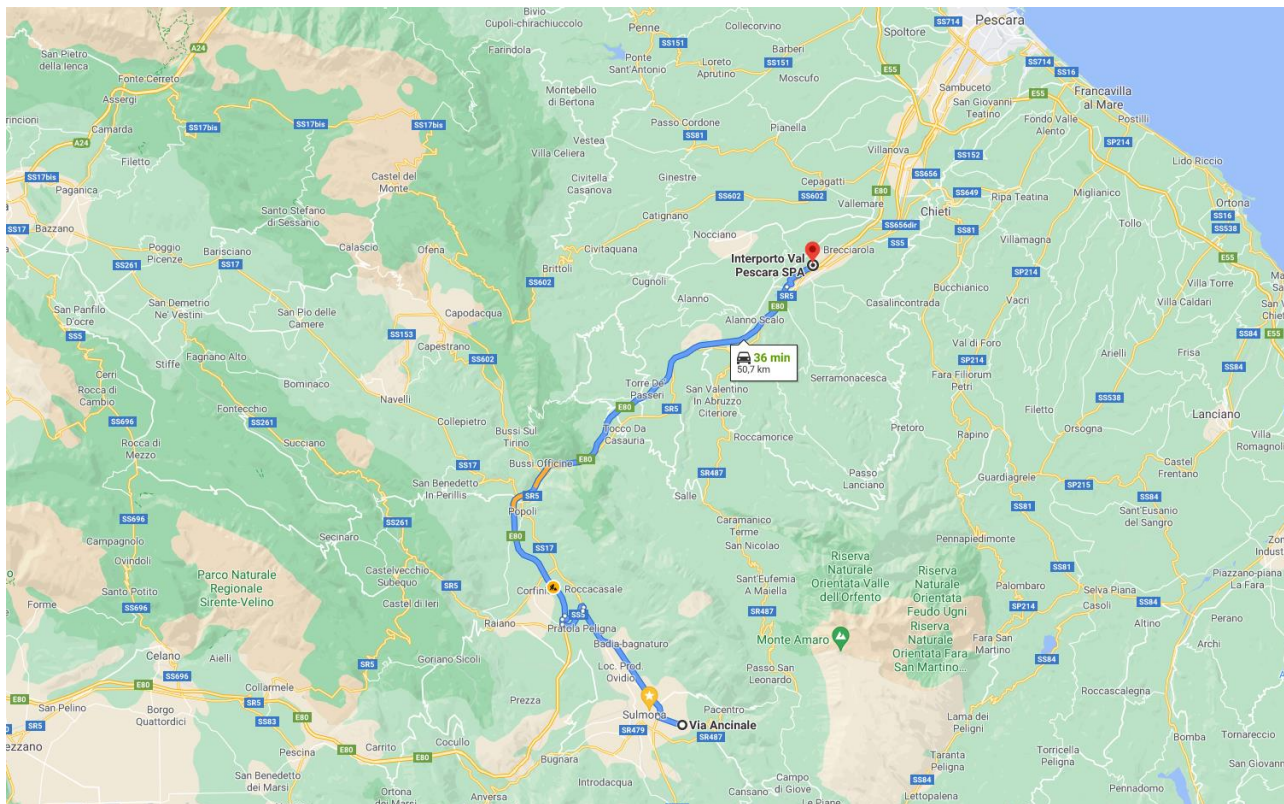 Bivio
Cupoli-chirachiuccolo
Penne
Collecorvino
Spoltore
SS714
Pescara
San Pietro
della Ienca
A24
Farindola
SS151
Barberi
Ponte
Sant'Antonio
Loreto
Aprutino
SS151
Moscufo
E55
SS714
SS16
Fonte Cerreto
Assergi
Montebello
di Bertona
Sambuceto
San Giovanni
Teatino
E55
Francavilla
al Mare
Camarda
SS17bis
SS17bis
SS17bis
Passo Cordone
SS81
Pianella
Fondo Valle
Alento
Postilli
A24
Filetto
Vestea
Villa Celiera
Villanova
SS152
SP214
Lido Riccio
SS17bis
Paganica
Castel del
Monte
Civitella
Casanova
Ginestre
SS602
Cepagatti
SS602
E80
SS656
SS649
Ripa Teatina
Miglianico
Ortona
SS16
SS538
Bazzano
SS17
Santo Stefano
di Sessanio
Catignano
Vallemare
Chieti
SS656dir
SS5
SS81
Tollo
Poggio
Picenze
Barisciano
SS261
SS17
Calascio
Ofena
Civitaquana
Nocciano
Brecciarola
Villamagna
E55
Interporto Val
Pescara SPA
Brittoli
SS602
Cugnoli
SP214
Bucchianico
Vacri
Villa Torre
San Demetrio
Ne' Vestini
San Pio delle
Camere
Capodacqua
Alanno
SR5
E80
Casalincontrada
Villa Caldari
San Panfilo
D'ocre
SS5
SS153
Capestrano
Alanno Scalo
Val di Foro
SS84
Fagnano Alto
Stiffe
SS602
36 min
50,7 km
SP214
Arielli
Frisa
Cerri
Rocca di
Cambio
Bominaco
Navelli
Torre De'
Passeri
San Valentino
In Abruzzo
Citeriore
Serramonacesca
Fara Filiorum
Petri
SS84
SS538
Fontecchio
SS696
SS261
Collepietro
E80
SR5
Filetto
Lanciano
Rocca di
Mezzo
Succiano
Bussi Sul
Tirino
Tocco Da
Casauria
Roccamorice
Pretoro
Rapino
Orsogna
Villa
Romagnoli
SS17
Bussi Officine
E80
Passo
Lanciano
Castel
Frentano
San Benedetto
In Perillis
SR5
SR487
Salle
Guardiagrele
SP215
SS84
SS696
Popoli
Caramanico
Terme
SS81
Sant'Eusanio
del Sangro
Campagnolo
Secinaro
SS261
E80
SS17
San Nicolao
Pennapiedimonte
Ovindoli
Riserva
Naturale
Orientata Valle
dell Orfento
Riserva
Naturale
Orientata
Feudo Ugni
Riserva
Naturale
Orientata Fara
San Martino...
SS81
Parco Naturale
Regionale
Sirente-Velino
Castelvecchio
Subequo
SR5
Corfinio
Roccacasale
Sant'Eufemia
A Maiella
Palombaro
Selva Piana
Piazzano-piana
La Fara
Santo Potito
Forme
SS696
Castel di Ieri
SR487
SP214
Casoli
SS84
Perano
Raiano
SS5
Pratola Peligna
Badia-bagnaturo
Monte Amaro
Fara San
Martino
Altino
Archi
Celano
Aielli
Goriano Sicoli
Loc. Prod.
Ovidio
Passo San
Leonardo
SS84
E80
SS696
Collarmele
SR5
Prezza
Roccascalegna
San Pelino
SR5
Borgo
Quattordici
SS83
E80
Sulmona
Pacentro
Via Ancinale
SR479
SR487
Lama dei
Peligni
Bomba
Tornareccio
Pescina
Carrito
Cocullo
Bugnara
Taranta
Peligna
Torricella
Peligna
San Benedetto
dei Marsi
Introdacqua
Campo
di Giove
SS84
Ortona
dei Marsi
Anversa
Cansano
Le Piane
Lettopalena
Pennadomo